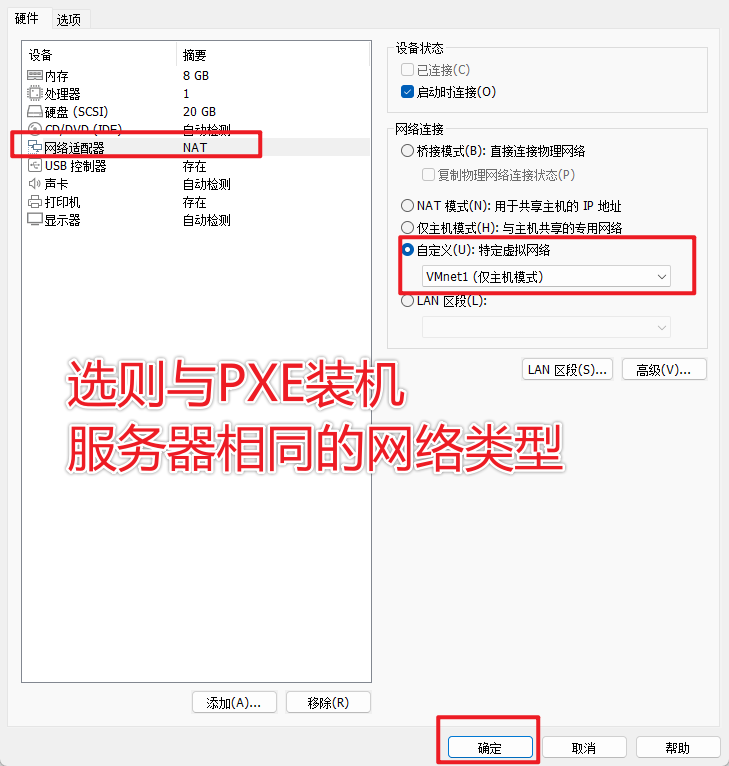 硬件 选项
设备 摘要
内存 8 GB
处理器 1
硬盘 (SCSI) 20 GB
CD/DVD (IDE) 自动检测
网络适配器 NAT
USB 控制器 存在
声卡 自动检测
打印机 存在
显示器 自动检测
选则与PXE装机
服务器相同的网络类型
添加(A)... 移除(R)
设备状态
已连接(C)
启动时连接(O)
网络连接
桥接模式(B): 直接连接物理网络
复制物理网络连接状态(P)
NAT 模式(N): 用于共享主机的 IP 地址
仅主机模式(H): 与主机共享的专用网络
自定义(U): 特定虚拟网络
VMnet1 (仅主机模式)
LAN 区段(L):
LAN 区段(S)... 高级(V)...
确定 取消 帮助